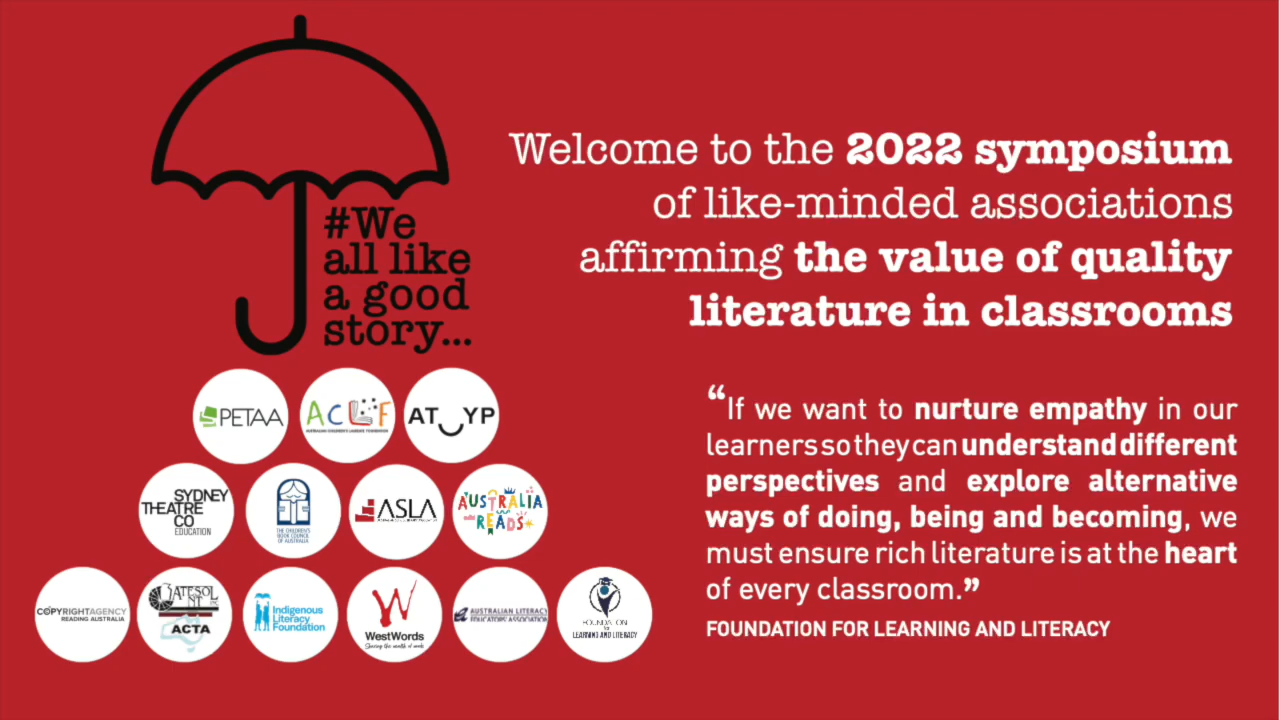 #We
all like
a good
story...
Welcome to the 2022 symposium
of like-minded associations
affirming the value of quality
literature in classrooms
“If we want to nurture empathy in our
learners so they can understand different
perspectives and explore alternative
ways of doing, being and becoming, we
must ensure rich literature is at the heart
of every classroom.”
FOUNDATION FOR LEARNING AND LITERACY
PETAA
ACLF
AUSTRALIAN CHILDREN'S LAUREATE FOUNDATION
ATYP
SYDNEY
THEATRE
CO
EDUCATION
THE CHILDREN'S
BOOK COUNCIL
OF AUSTRALIA
ASLA
AUSTRALIA
READS
COPYRIGHTAGENCY
READING AUSTRALIA
ATESOL
NT
ACTA
Indigenous
Literacy
Foundation
W
WestWords
Sharing the wealth of words
AUSTRALIAN LITERACY
EDUCATORS' ASSOCIATION
FOUNDATION
for
LEARNING AND LITERACY